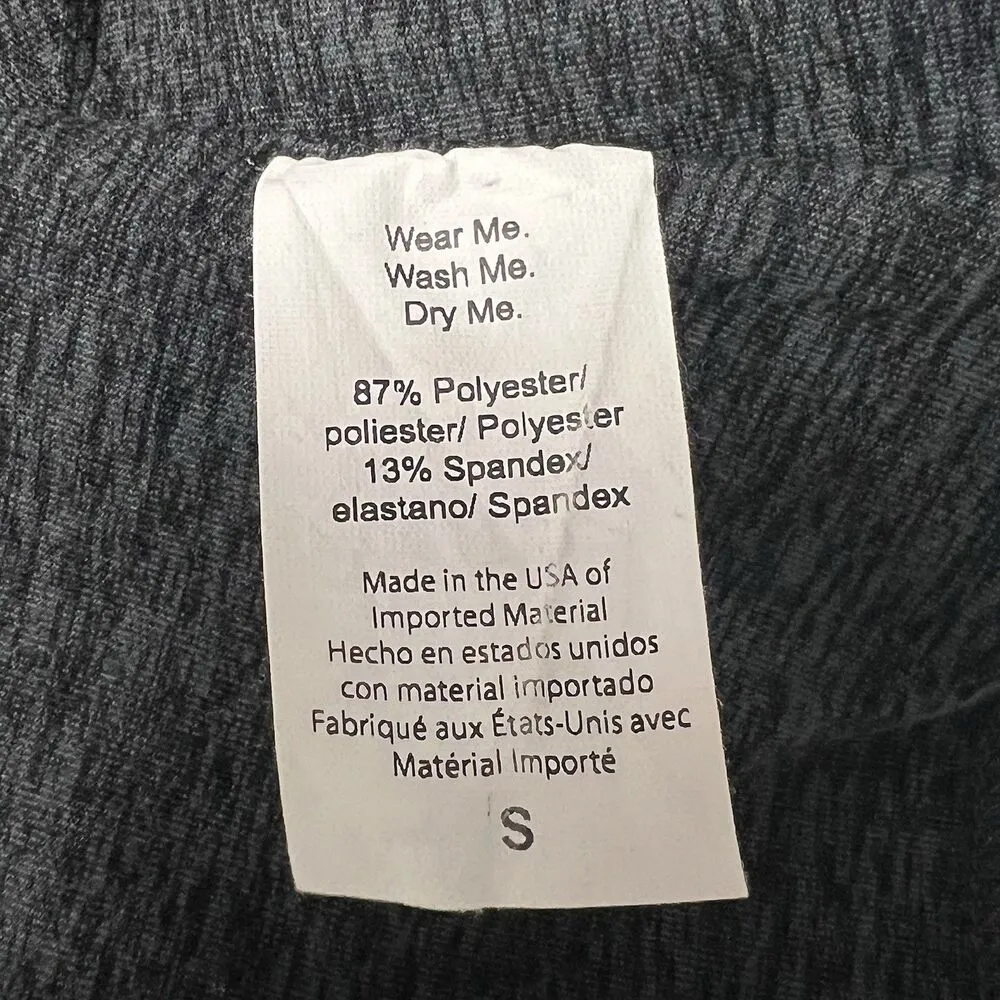 Wear Me.
Wash Me.
Dry Me.
87% Polyester/
poliester/ Polyester
13% Spandex/
elastano/ Spandex
Made in the USA of
Imported Material
Hecho en estados unidos
con material importado
Fabriqué aux États-Unis avec
Matérial Importé
S